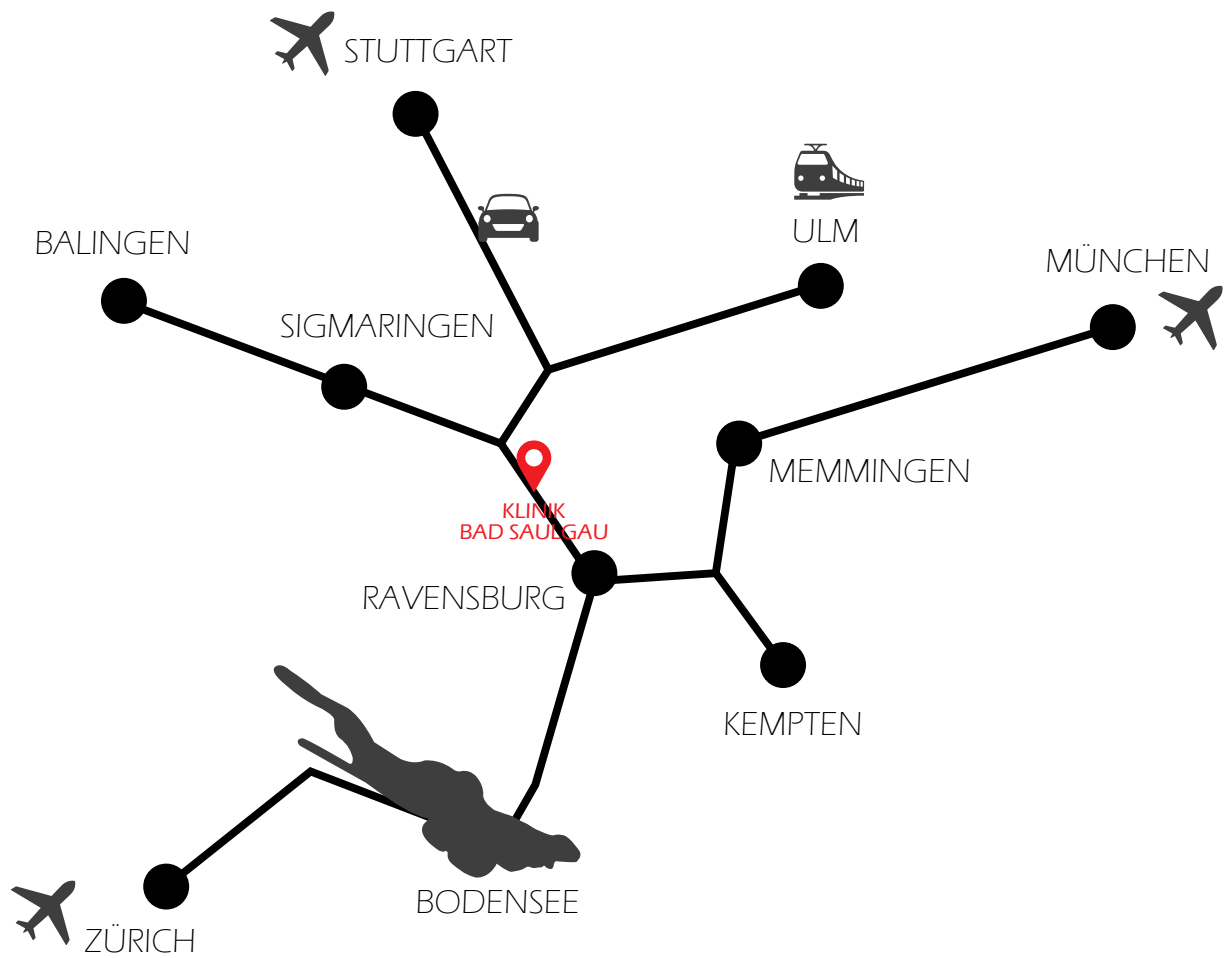 STUTTGART
ULM
BALINGEN
MÜNCHEN
SIGMARINGEN
MEMMINGEN
KLINIK
BAD SAULGAU
RAVENSBURG
KEMPTEN
BODENSEE
ZÜRICH